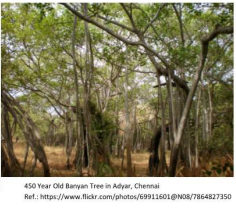 450 Year Old Banyan Tree in Adyar, Chennai
Ref.: https://www.flickr.com/photos/69911601@N08/7864827350